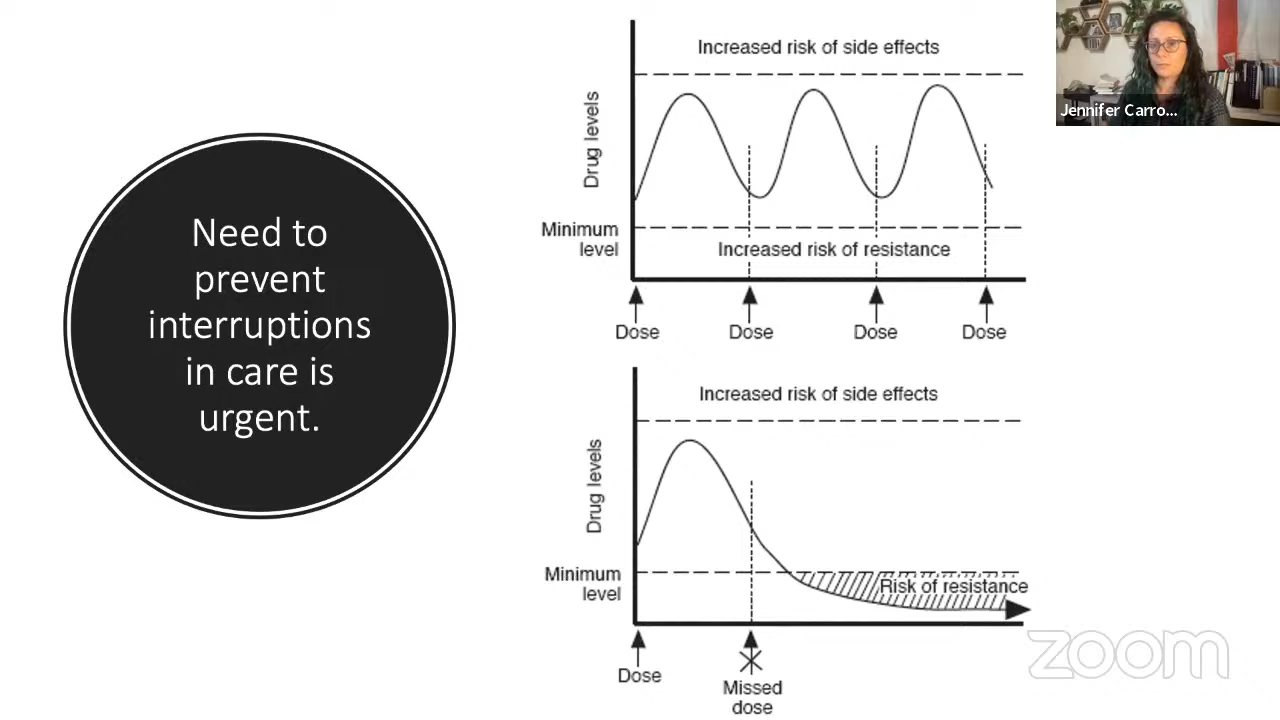 Need to
prevent
interruptions
in care is
urgent.
Increased risk of side effects
Drug levels
Minimum
level
Increased risk of resistance
Dose
Dose
Dose
Dose
Increased risk of side effects
Drug levels
Minimum
level
Risk of resistance
Dose
Missed
dose
Jennifer Carro...
zoom